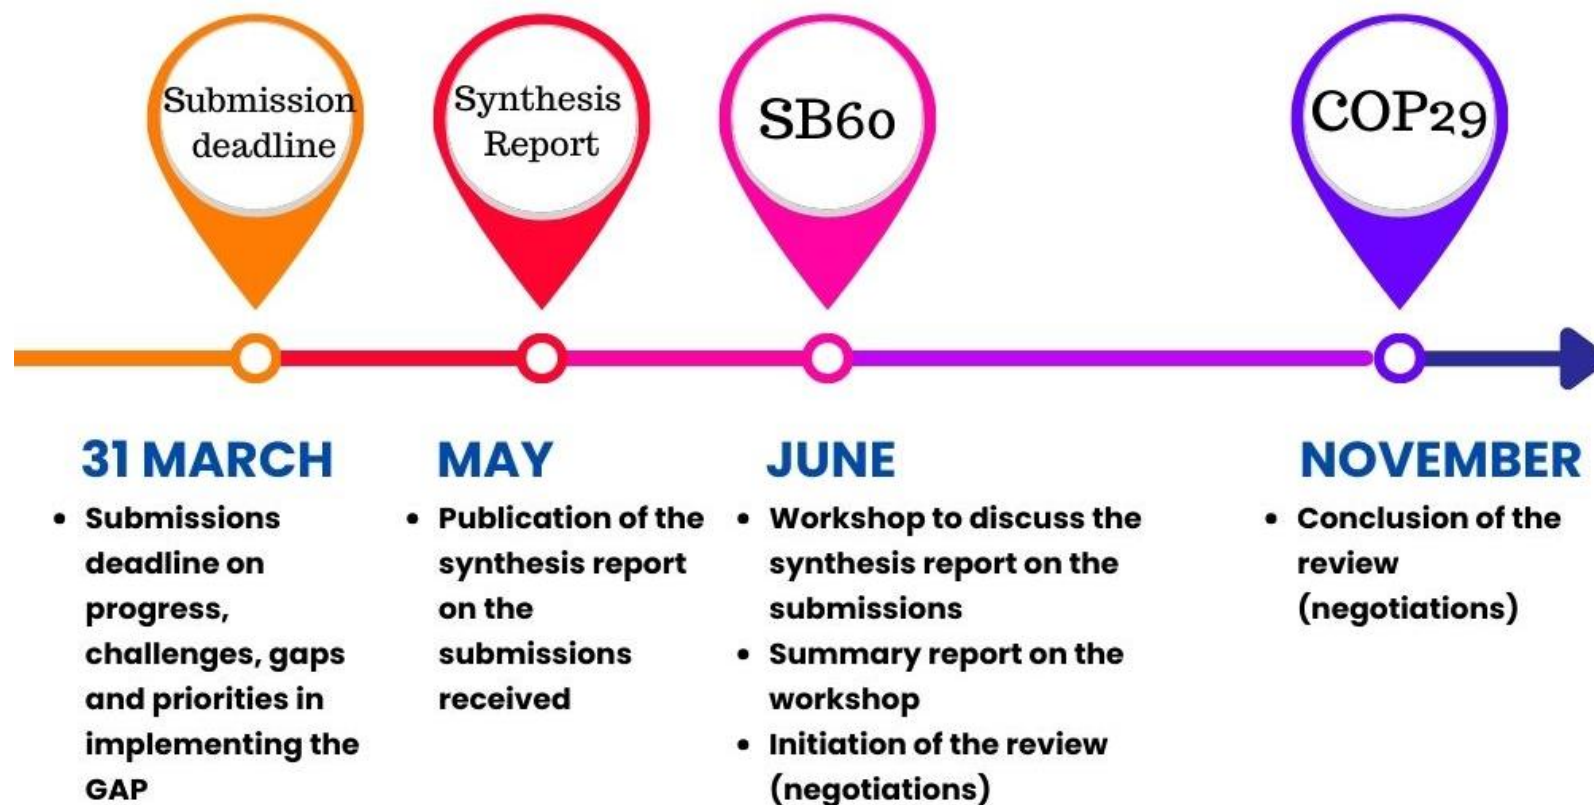 Submission
deadline
Synthesis
Report
SB60
COP29
31 MARCH
• Submissions
deadline on
progress,
challenges, gaps
and priorities in
implementing the
GAP
MAY
• Publication of the
synthesis report
on the
submissions
received
JUNE
• Workshop to discuss the
synthesis report on the
submissions
• Summary report on the
workshop
• Initiation of the review
(negotiations)
NOVEMBER
• Conclusion of the
review
(negotiations)